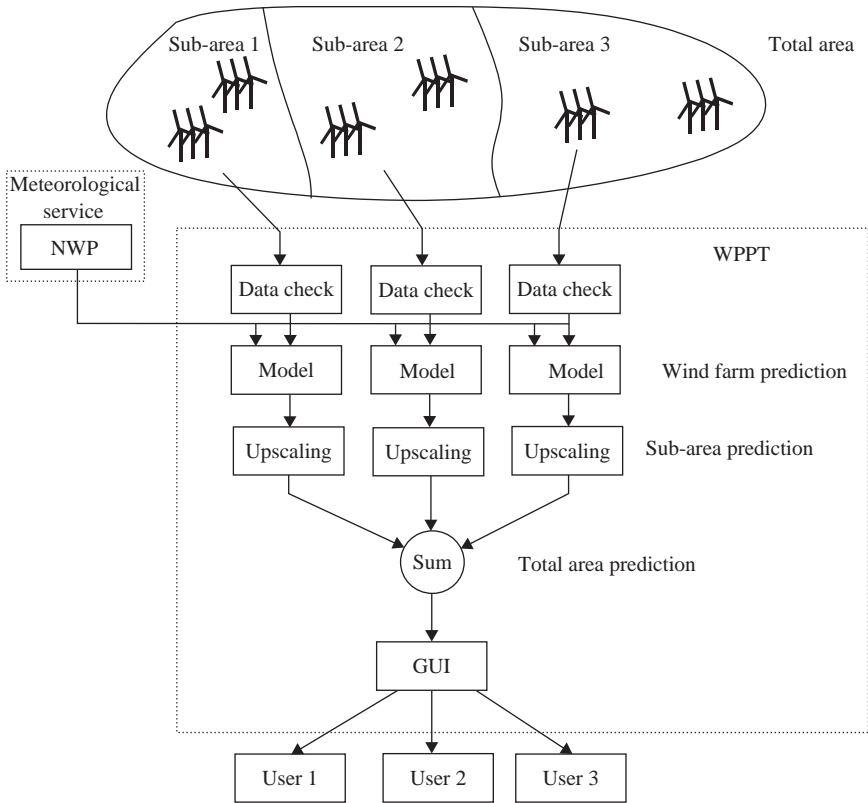 Sub-area 1
Sub-area 2
Sub-area 3
Total area
Meteorological
service
NWP
WPPT
Data check
Data check
Data check
Model
Model
Model
Wind farm prediction
Upscaling
Upscaling
Upscaling
Sub-area prediction
Sum
Total area prediction
GUI
User 1
User 2
User 3